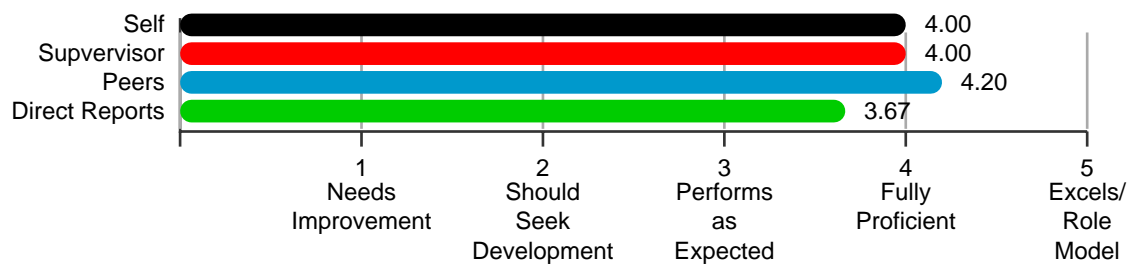 Self 4.00
Supvervisor 4.00
Peers 4.20
Direct Reports 3.67
1 2 3 4 5
Needs Improvement
Should Seek Development
Performs as Expected
Fully Proficient
Excels/ Role Model